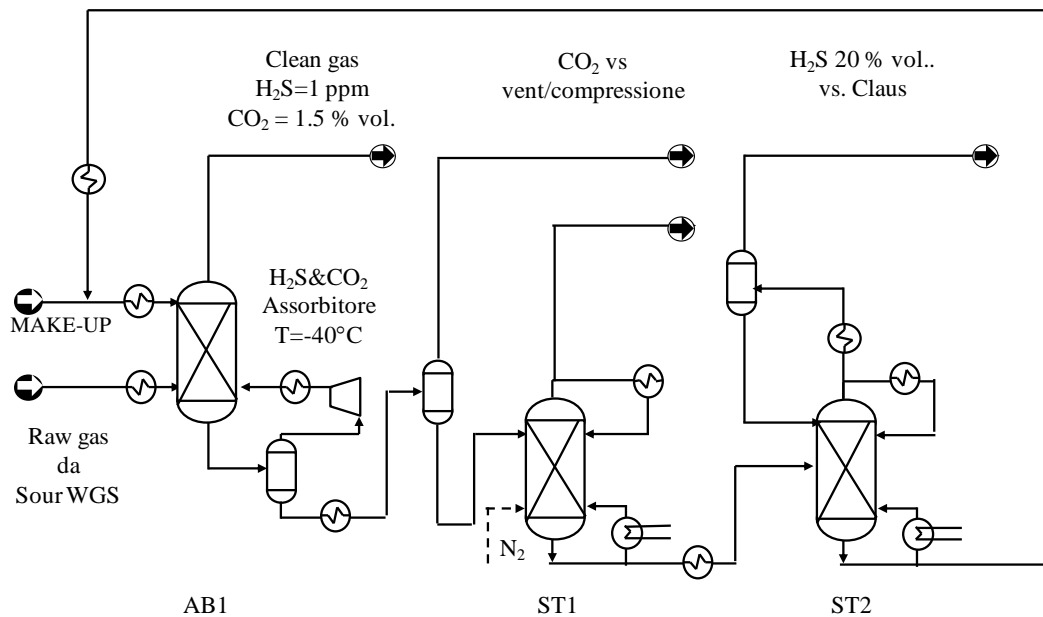 Clean gas
H₂S=1 ppm
CO₂ = 1.5 % vol.
CO₂ vs
vent/compressione
H₂S 20 % vol..
vs. Claus
H₂S&CO₂
Assorbitore
T=-40°C
MAKE-UP
Raw gas
da
Sour WGS
N₂
AB1
ST1
ST2